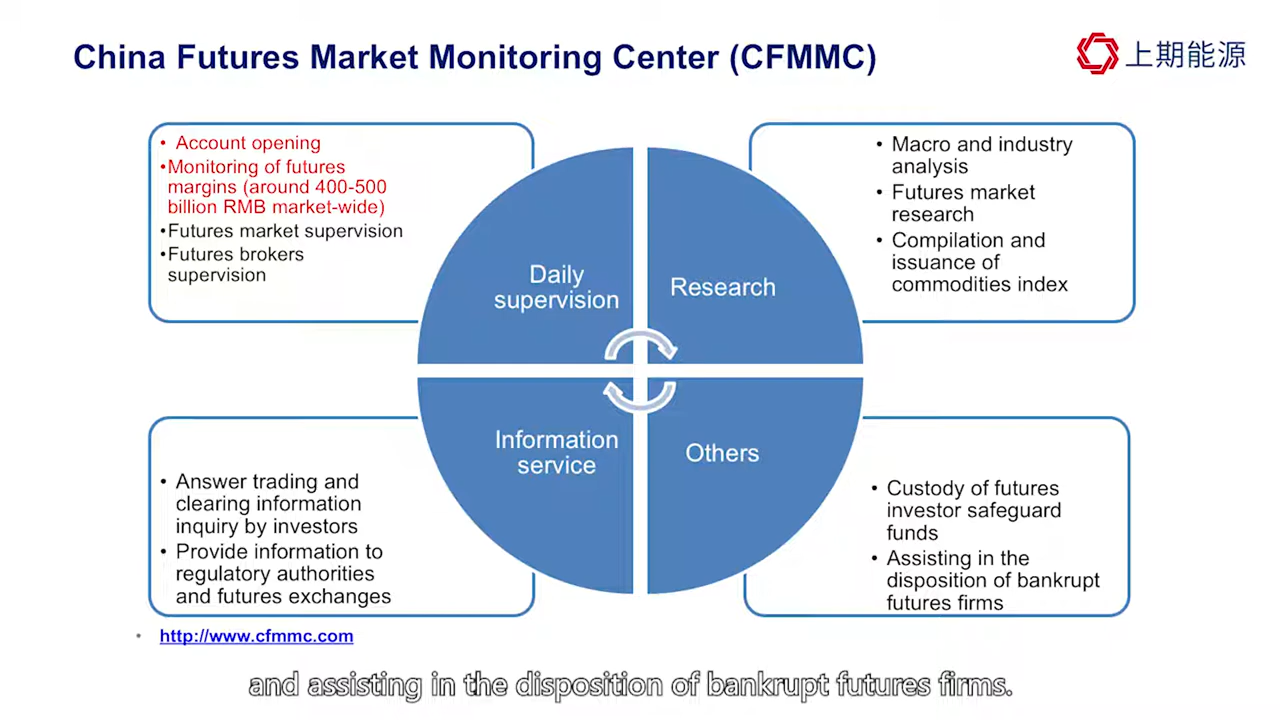 China Futures Market Monitoring Center (CFMMC)
上期能源
• Account opening
•Monitoring of futures
margins (around 400-500
billion RMB market-wide)
•Futures market supervision
•Futures brokers
supervision
Daily
supervision
Research
• Macro and industry
analysis
• Futures market
research
• Compilation and
issuance of
commodities index
• Answer trading and
clearing information
inquiry by investors
• Provide information to
regulatory authorities
and futures exchanges
Information
service
Others
• Custody of futures
investor safeguard
funds
• Assisting in the
disposition of bankrupt
futures firms
• http://www.cfmmc.com
and assisting in the disposition of bankrupt futures firms.